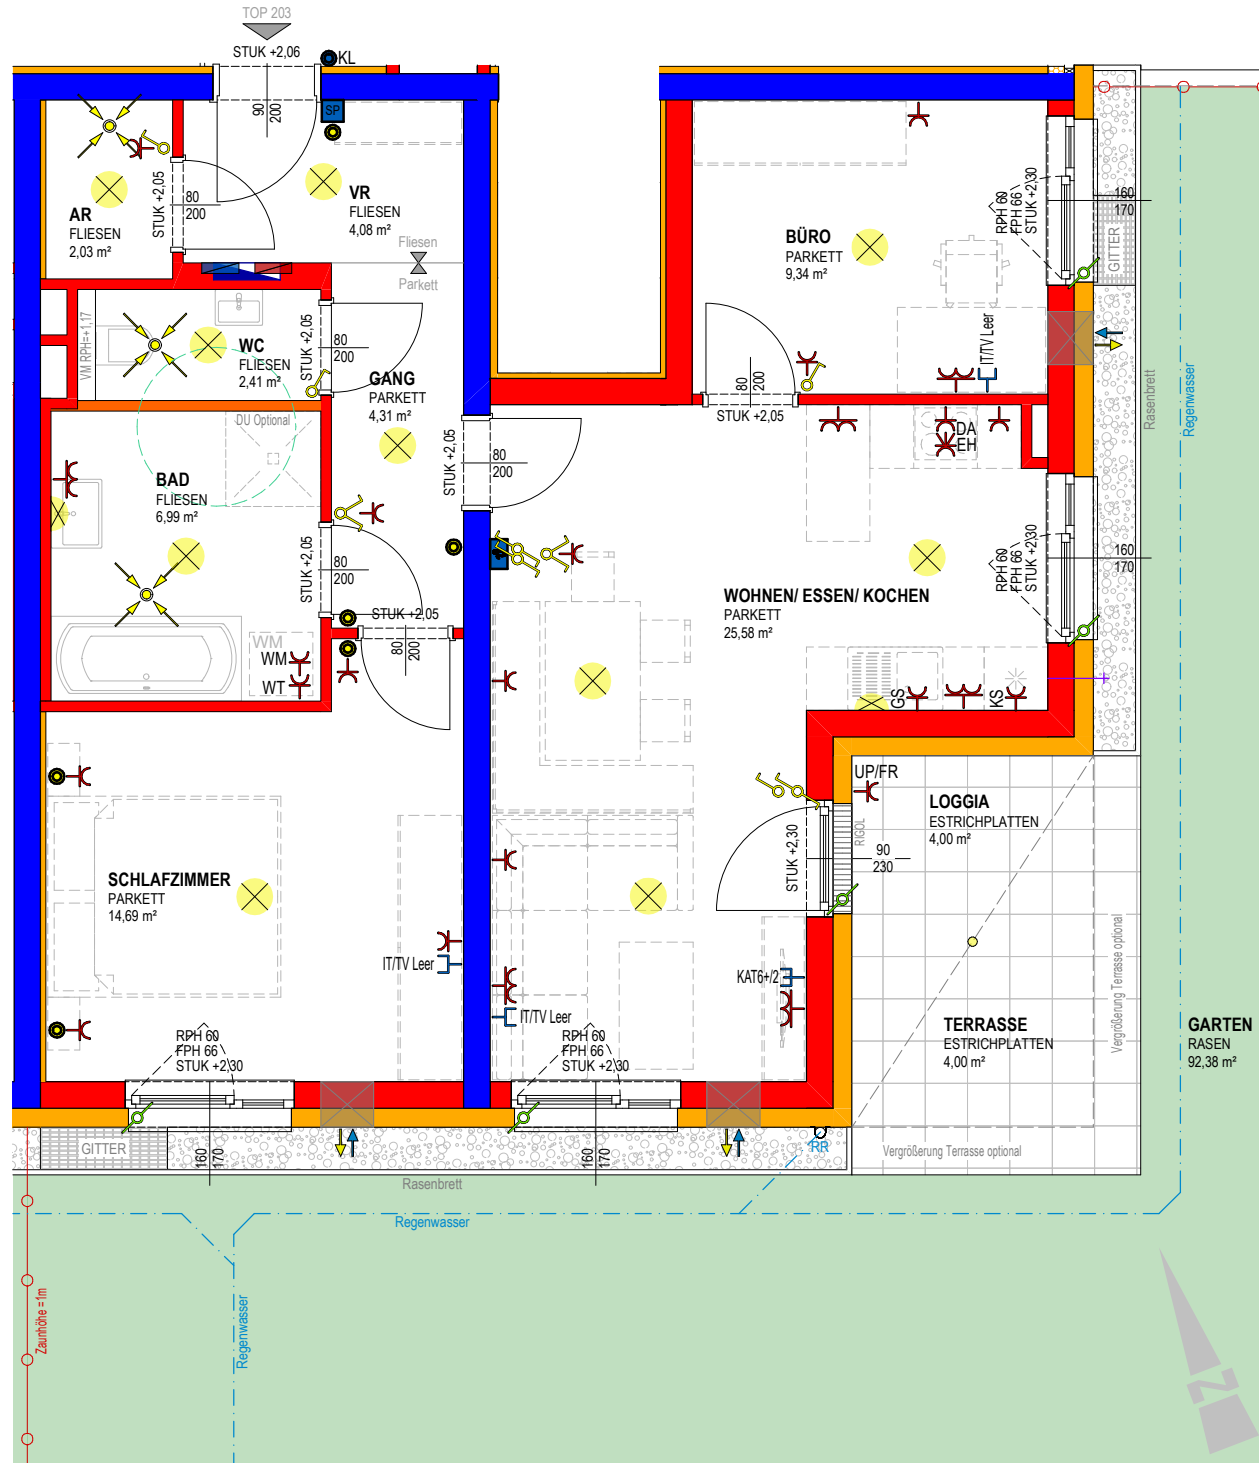 TOP 203
STUK +2,06
KL
90
200
SP
AR
FLIESEN
2,03 m²
STUK +2,05
80
200
VR
FLIESEN
4,08 m²
Fliesen
Parkett
BÜRO
PARKETT
9,34 m²
RPH 60
FPH 66
STUK +2,30
160
170
GITTER
IT/TV Leer
80
200
STUK +2,05
VM RPH=+1,17
WC
FLIESEN
2,41 m²
STUK +2,05
80
200
GANG
PARKETT
4,31 m²
DU Optional
BAD
FLIESEN
6,99 m²
STUK +2,05
80
200
STUK +2,05
80
200
DA
EH
Rasenbrett
Regenwasser
RPH 60
FPH 66
STUK +2,30
160
170
WOHNEN/ ESSEN/ KOCHEN
PARKETT
25,58 m²
STUK +2,05
80
200
WM
WM
WT
GS
KS
UP/FR
RIGOL
LOGGIA
ESTRICHPLATTEN
4,00 m²
STUK +2,30
90
230
SCHLAFZIMMER
PARKETT
14,69 m²
IT/TV Leer
KAT6+/2
IT/TV Leer
Vergrößerung Terrasse optional
TERRASSE
ESTRICHPLATTEN
4,00 m²
GARTEN
RASEN
92,38 m²
RPH 60
FPH 66
STUK +2,30
RPH 60
FPH 66
STUK +2,30
GITTER
160
170
160
170
RR
Vergrößerung Terrasse optional
Rasenbrett
Regenwasser
Zaunhöhe =1m
Regenwasser
N